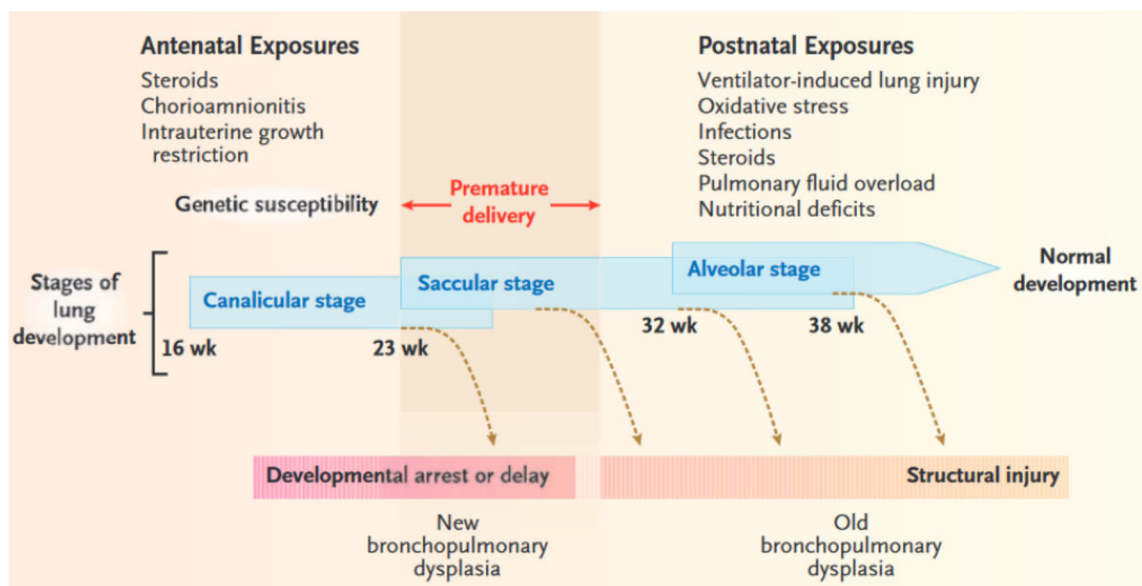 Antenatal Exposures
Steroids
Chorioamnionitis
Intrauterine growth
restriction
Genetic susceptibility
Premature
delivery
Postnatal Exposures
Ventilator-induced lung injury
Oxidative stress
Infections
Steroids
Pulmonary fluid overload
Nutritional deficits
Stages of
lung
development
Canalicular stage
Saccular stage
Alveolar stage
Normal
development
16 wk
23 wk
32 wk
38 wk
Developmental arrest or delay
Structural injury
New
bronchopulmonary
dysplasia
Old
bronchopulmonary
dysplasia